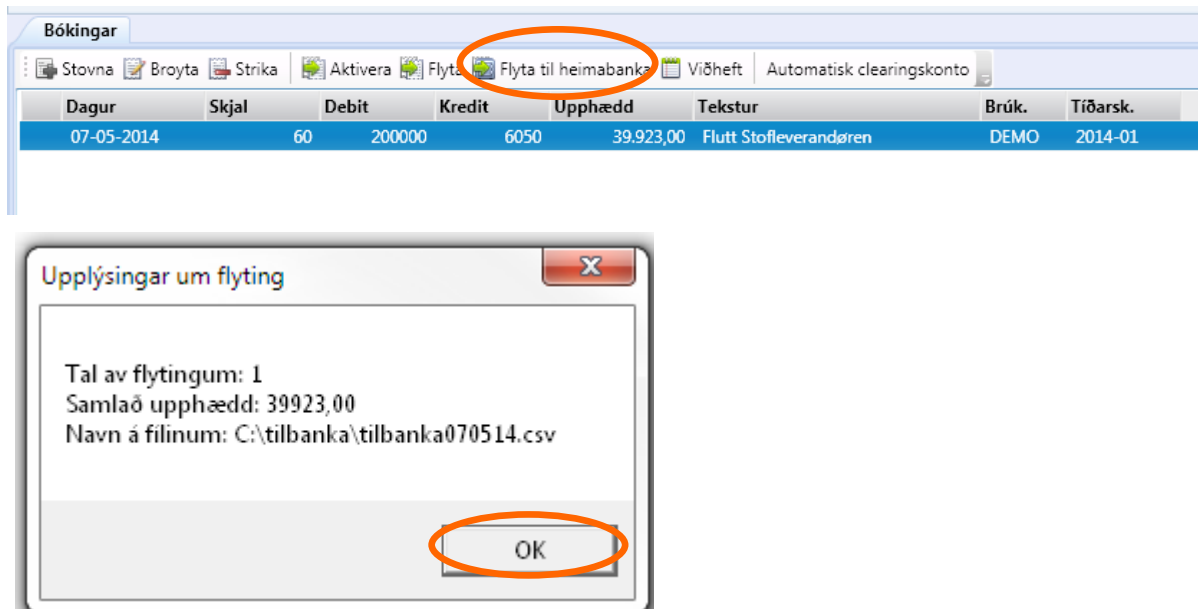 Bókingar
Stovna Broyta Strika Aktivera Flyta Flyta til heimabanka Viðheft Automatisk clearingskonto
Dagur Skjal Debit Kredit Upphædd Tekstur Brúk. Tíðarsk.
07-05-2014 60 200000 6050 39.923,00 Flutt Stofleverandøren DEMO 2014-01
Upplýsingar um flyting
Tal av flytingum: 1
Samlað upphædd: 39923,00
Navn á fílinum: C:\tilbanka\tilbanka070514.csv
OK